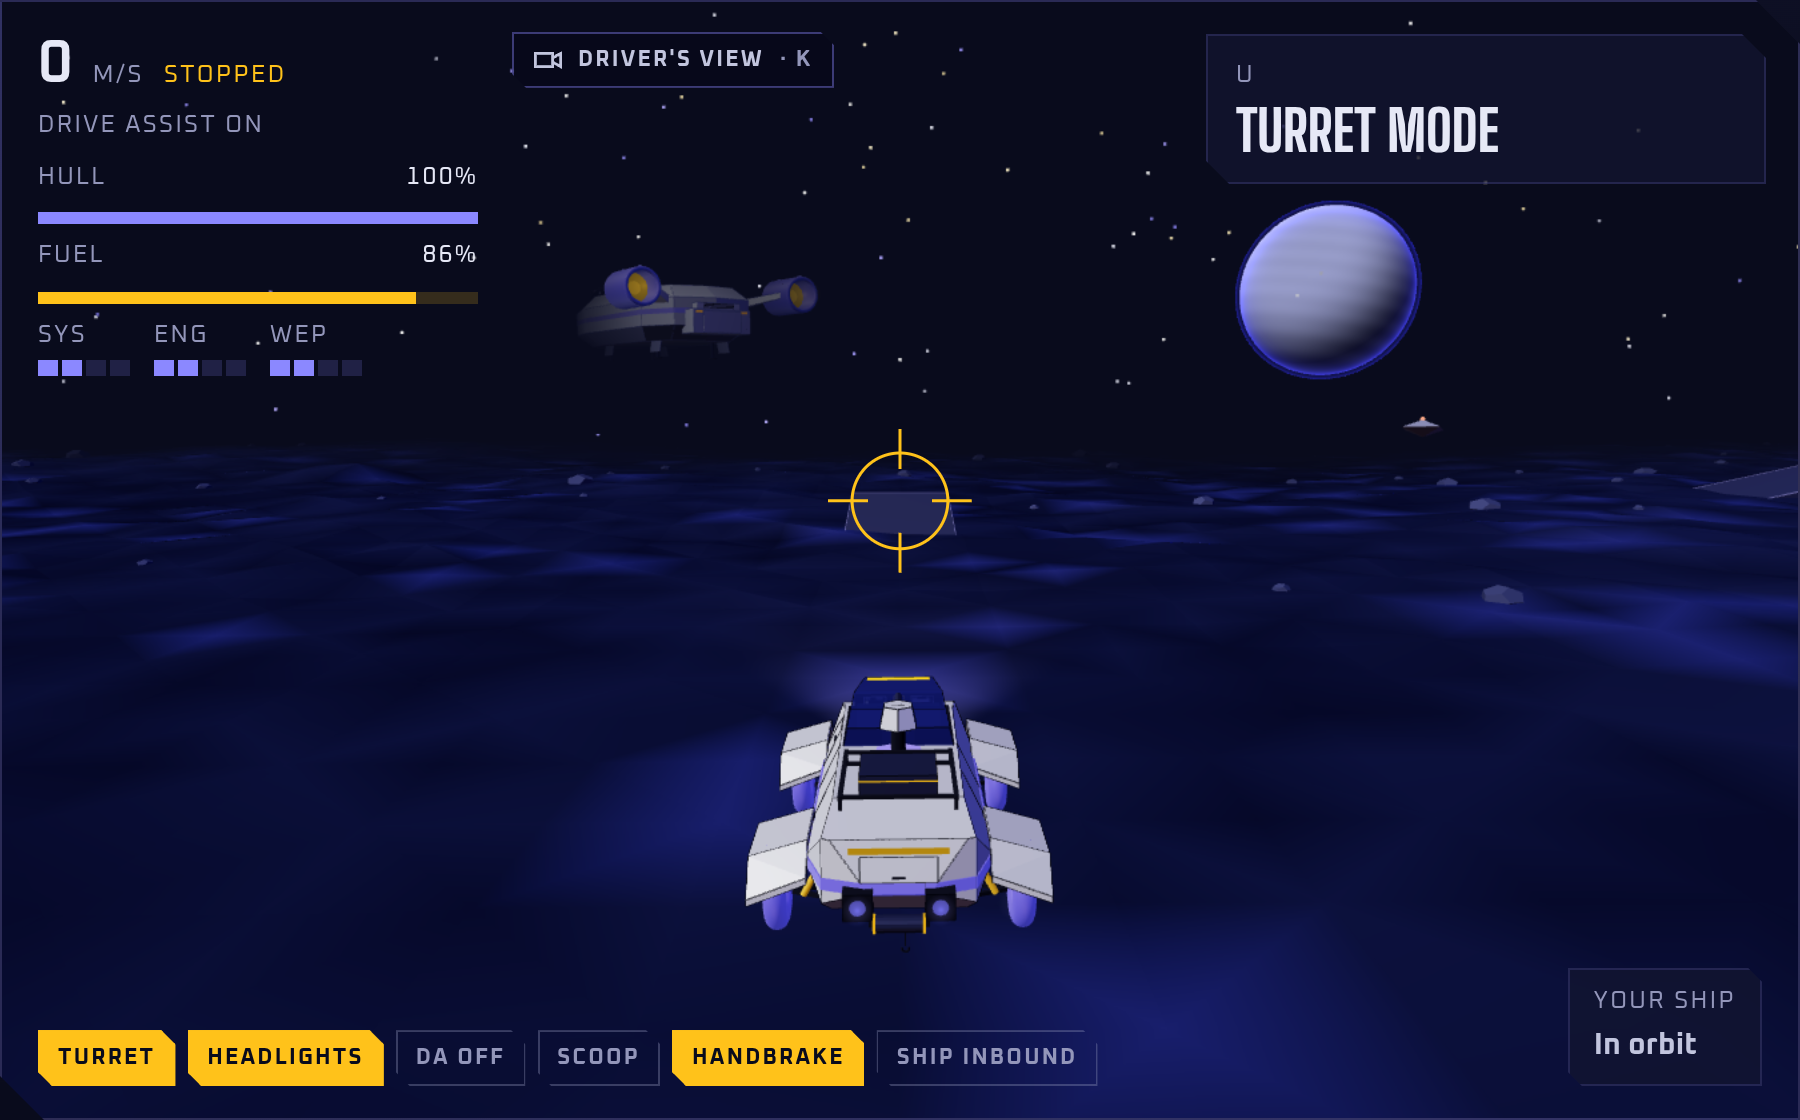 0 M/S STOPPED
DRIVE ASSIST ON
HULL 100%
FUEL 86%
SYS ENG WEP
DRIVER'S VIEW · K
U
TURRET MODE
YOUR SHIP
In orbit
TURRET HEADLIGHTS DA OFF SCOOP HANDBRAKE SHIP INBOUND